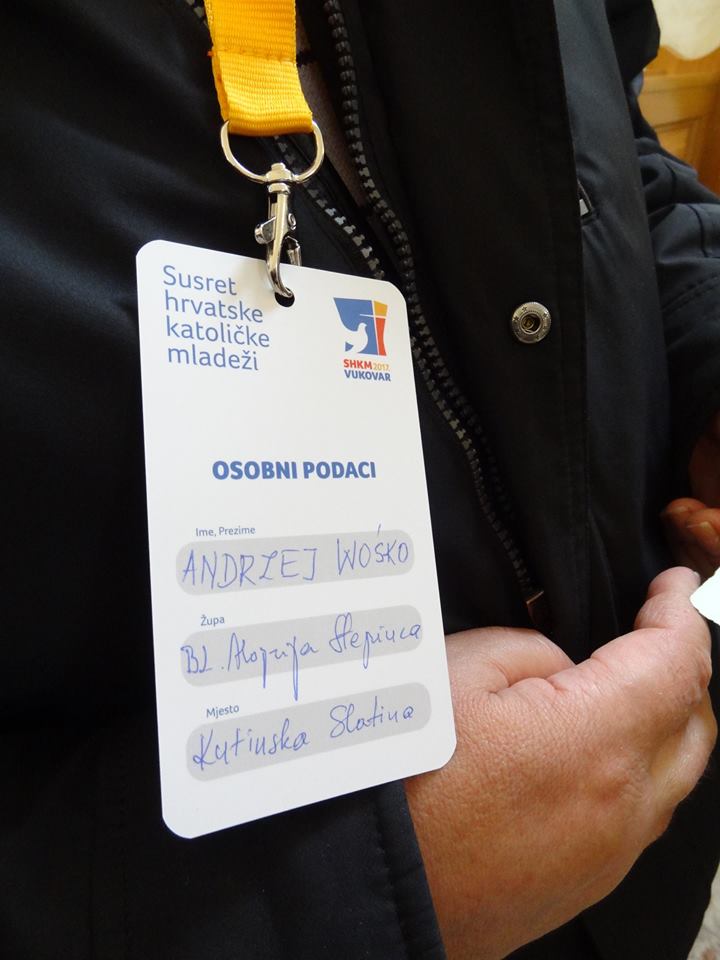 Susret
hrvatske
katoličke
mladeži
SHKM 2017.
VUKOVAR
OSOBNI PODACI
Ime, Prezime
ANDRZEJ WOŚKO
Župa
BL. Alojzija Stepinca
Mjesto
Kutinska Slatina